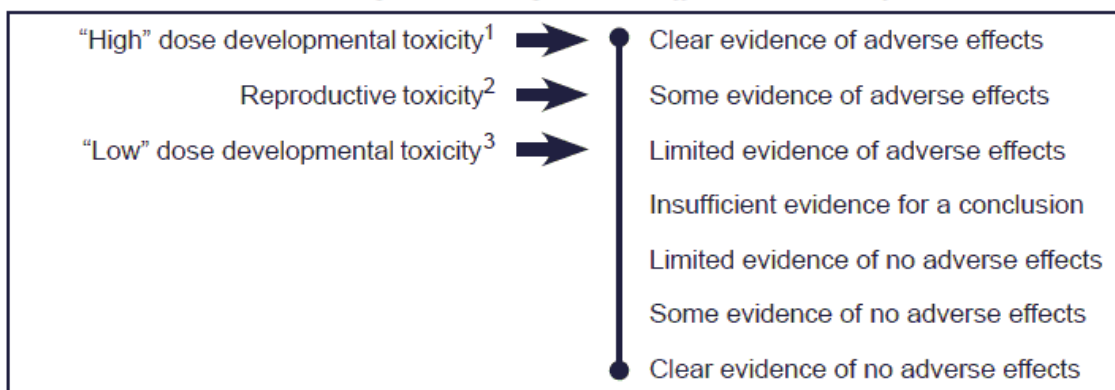 “High” dose developmental toxicity1 Clear evidence of adverse effects
Reproductive toxicity2 Some evidence of adverse effects
“Low” dose developmental toxicity3 Limited evidence of adverse effects
Insufficient evidence for a conclusion
Limited evidence of no adverse effects
Some evidence of no adverse effects
Clear evidence of no adverse effects